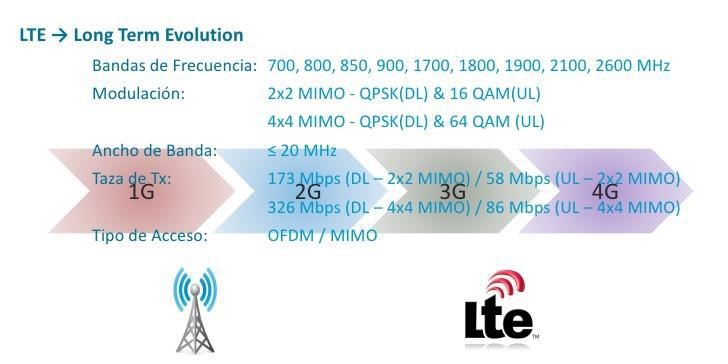 LTE → Long Term Evolution
Bandas de Frecuencia: 700, 800, 850, 900, 1700, 1800, 1900, 2100, 2600 MHz
Modulación: 2x2 MIMO - QPSK(DL) & 16 QAM(UL)
4x4 MIMO - QPSK(DL) & 64 QAM (UL)
Ancho de Banda: ≤ 20 MHz
Taza de Tx: 173 Mbps (DL – 2x2 MIMO) / 58 Mbps (UL – 2x2 MIMO)
1G 2G 3G 4G
326 Mbps (DL – 4x4 MIMO) / 86 Mbps (UL – 4x4 MIMO)
Tipo de Acceso: OFDM / MIMO
Lte™